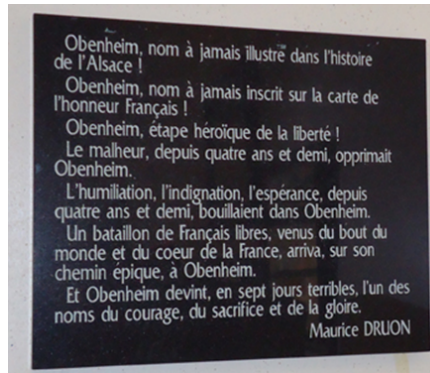 Obenheim, nom à jamais illustré dans l'histoire
de l'Alsace !
Obenheim, nom à jamais inscrit sur la carte de
l'honneur Français !
Obenheim, étape héroïque de la liberté !
Le malheur, depuis quatre ans et demi, opprimait
Obenheim.
L'humiliation, l'indignation, l'espérance, depuis
quatre ans et demi, bouillaient dans Obenheim.
Un bataillon de Français libres, venus du bout du
monde et du coeur de la France, arriva, sur son
chemin épique, à Obenheim.
Et Obenheim devint, en sept jours terribles, l'un des
noms du courage, du sacrifice et de la gloire.
Maurice DRUON